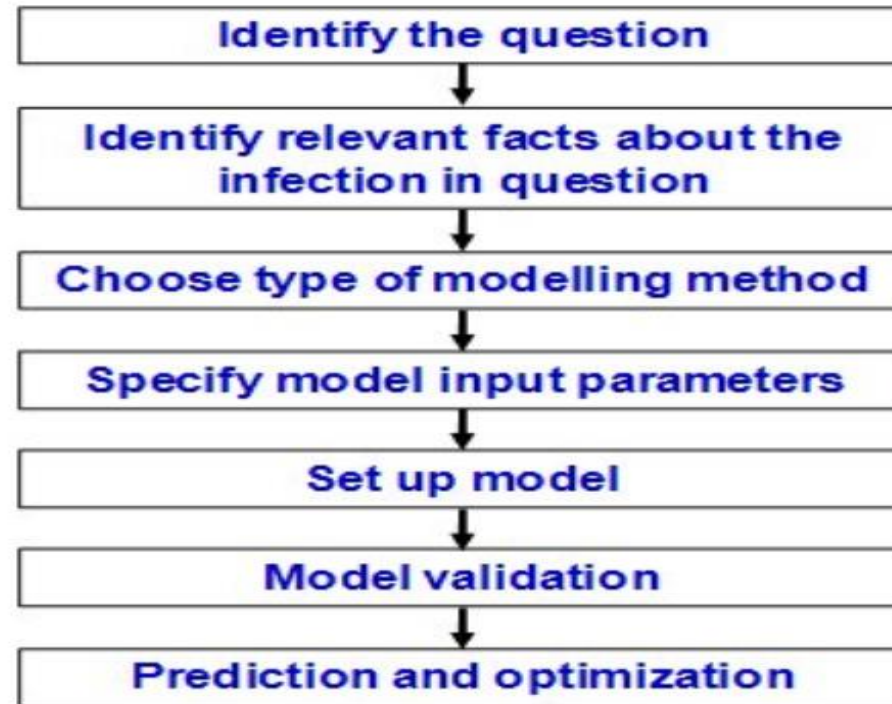 Identify the question
Identify relevant facts about the
infection in question
Choose type of modelling method
Specify model input parameters
Set up model
Model validation
Prediction and optimization